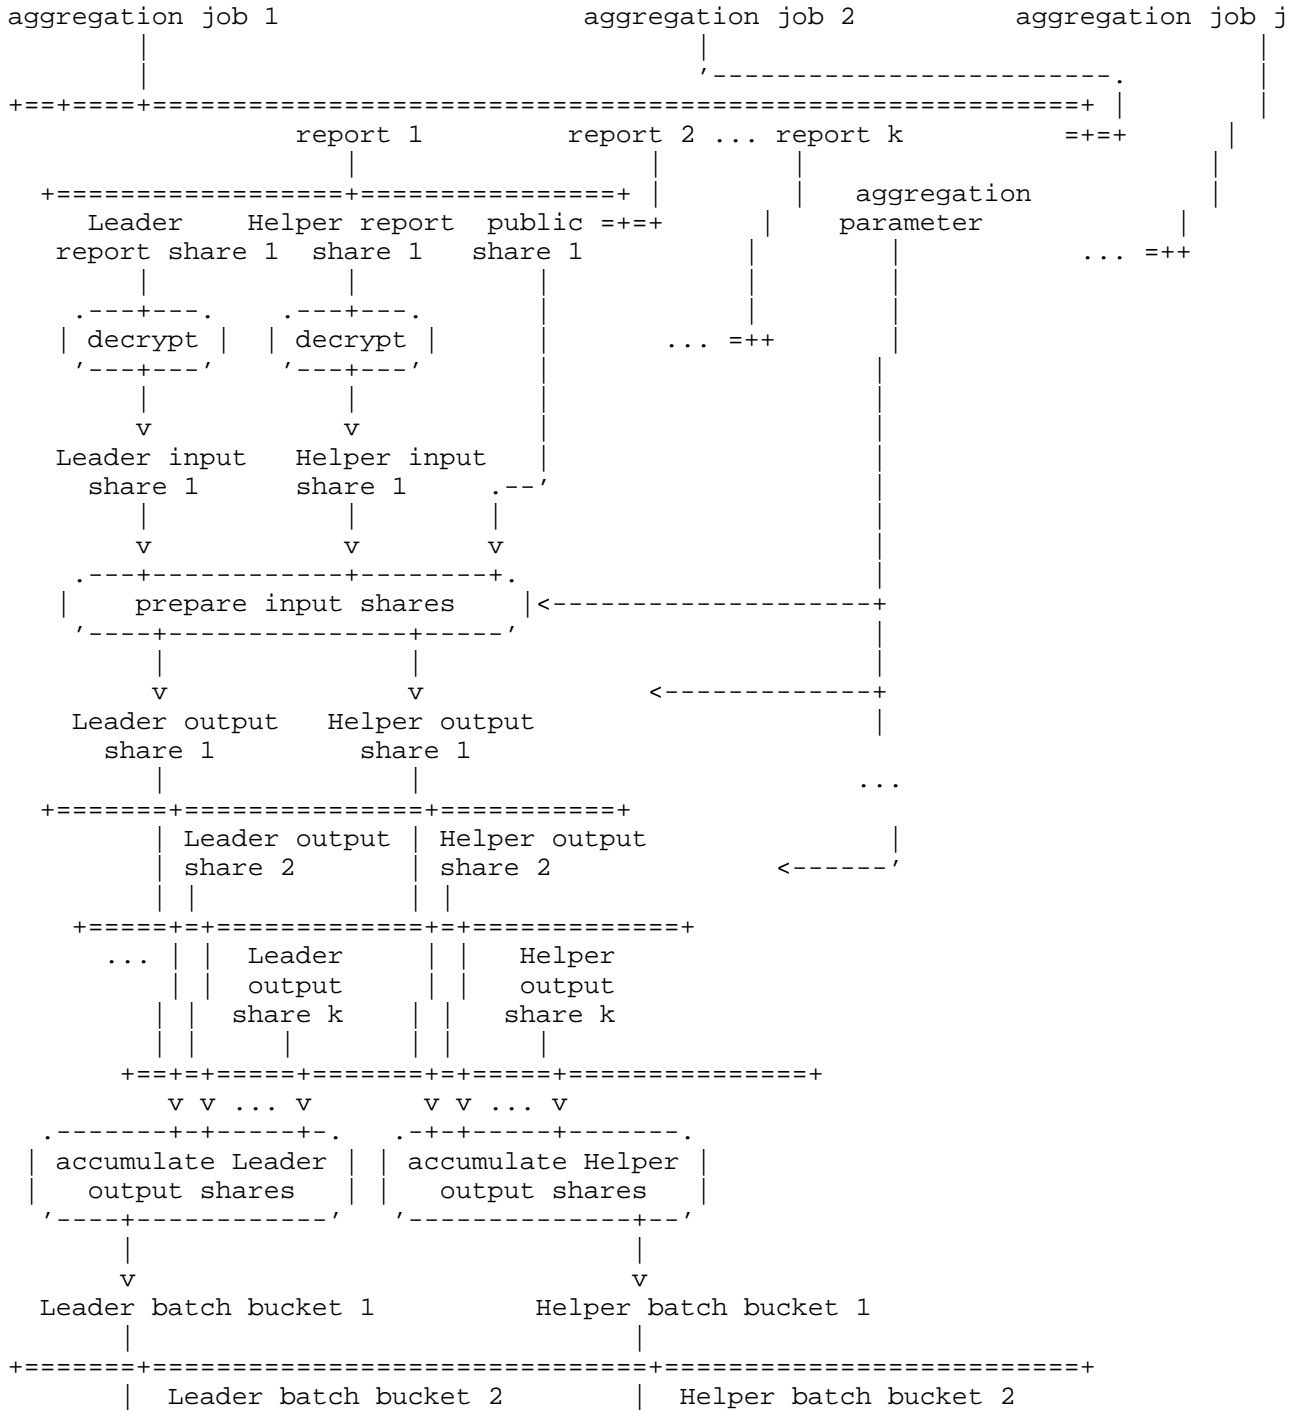 aggregation job 1 aggregation job 2 aggregation job j
report 1 report 2 ... report k
aggregation
Leader Helper report public parameter
report share 1 share 1 share 1 ...
decrypt decrypt ...
Leader input Helper input
share 1 share 1
prepare input shares
Leader output Helper output
share 1 share 1
...
Leader output Helper output
share 2 share 2
... Leader Helper
output output
share k share k
v v ... v v v ... v
accumulate Leader accumulate Helper
output shares output shares
Leader batch bucket 1 Helper batch bucket 1
Leader batch bucket 2 Helper batch bucket 2